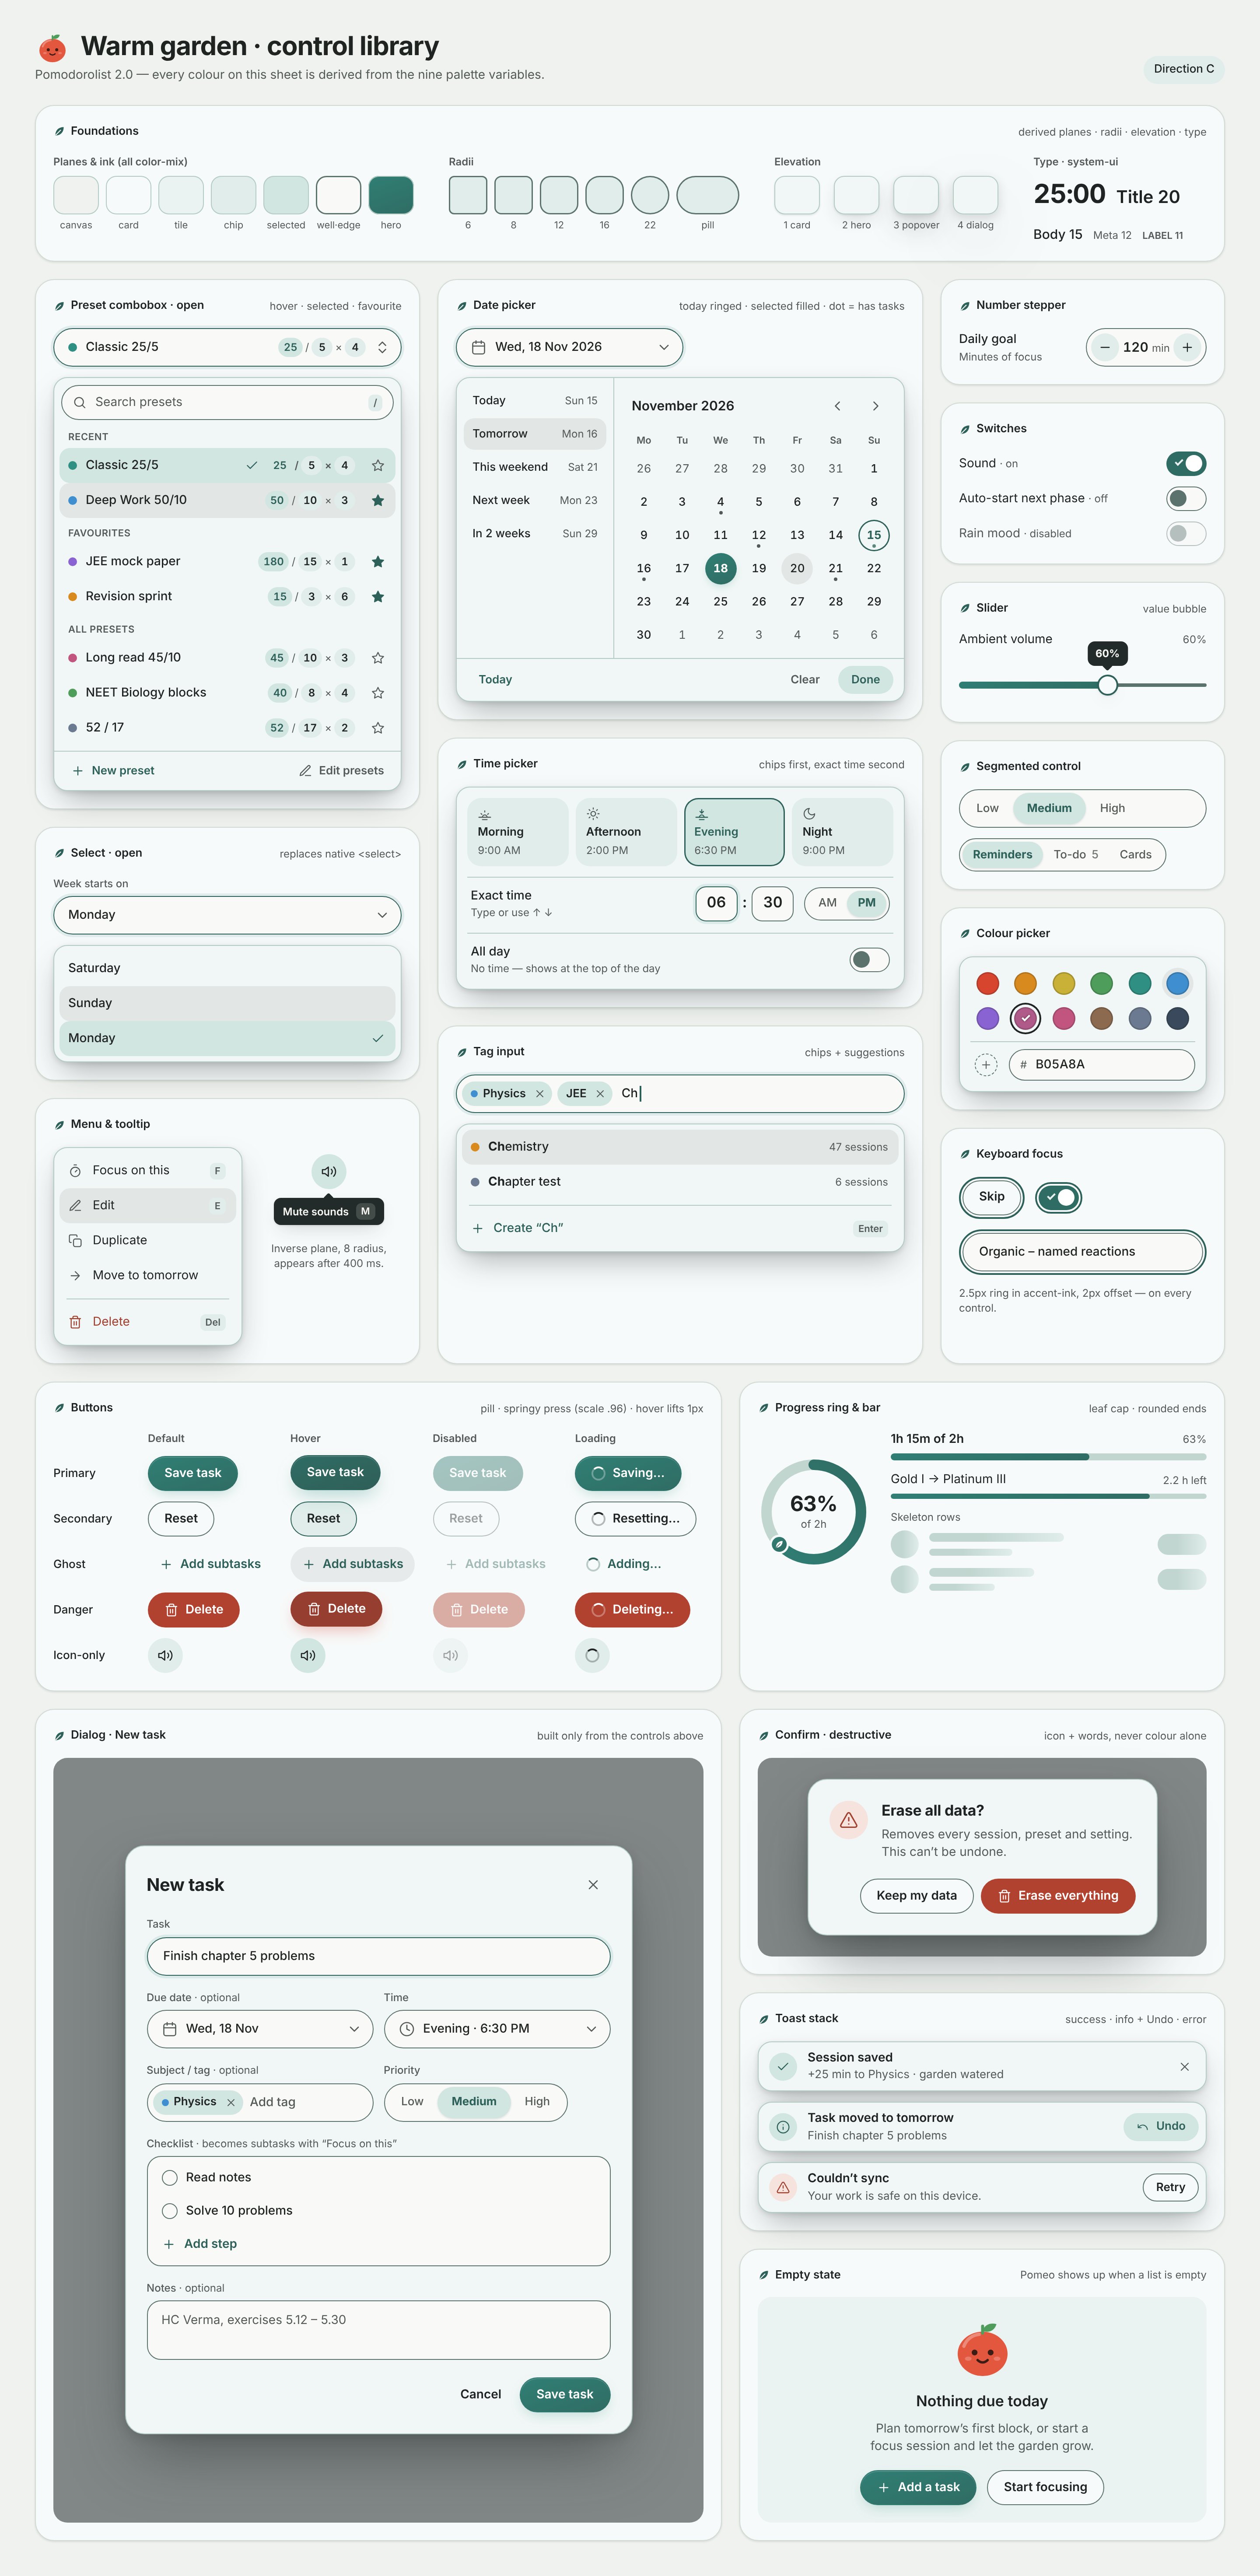 Warm garden · control library
Pomodorolist 2.0 — every colour on this sheet is derived from the nine palette variables.
Direction C
Foundations
derived planes · radii · elevation · type
Planes & ink (all color-mix)
canvas card tile chip selected well-edge hero
Radii
6 8 12 16 22 pill
Elevation
1 card 2 hero 3 popover 4 dialog
Type · system-ui
25:00 Title 20
Body 15 Meta 12 LABEL 11
Preset combobox · open
hover · selected · favourite
Classic 25/5 25 / 5 × 4
Search presets /
RECENT
Classic 25/5 25 / 5 × 4
Deep Work 50/10 50 / 10 × 3
FAVOURITES
JEE mock paper 180 / 15 × 1
Revision sprint 15 / 3 × 6
ALL PRESETS
Long read 45/10 45 / 10 × 3
NEET Biology blocks 40 / 8 × 4
52 / 17 52 / 17 × 2
New preset
Edit presets
Select · open
replaces native <select>
Week starts on
Monday
Saturday
Sunday
Monday
Menu & tooltip
Focus on this F
Edit E
Duplicate
Move to tomorrow
Delete Del
Mute sounds M
Inverse plane, 8 radius,
appears after 400 ms.
Date picker
today ringed · selected filled · dot = has tasks
Wed, 18 Nov 2026
Today Sun 15
Tomorrow Mon 16
This weekend Sat 21
Next week Mon 23
In 2 weeks Sun 29
November 2026
Mo Tu We Th Fr Sa Su
26 27 28 29 30 31 1
2 3 4 5 6 7 8
9 10 11 12 13 14 15
16 17 18 19 20 21 22
23 24 25 26 27 28 29
30 1 2 3 4 5 6
Today
Clear
Done
Time picker
chips first, exact time second
Morning
9:00 AM
Afternoon
2:00 PM
Evening
6:30 PM
Night
9:00 PM
Exact time
Type or use ↑ ↓
06 : 30 AM PM
All day
No time — shows at the top of the day
Tag input
chips + suggestions
Physics JEE Ch
Chemistry 47 sessions
Chapter test 6 sessions
Create “Ch” Enter
Number stepper
Daily goal
Minutes of focus
− 120 min +
Switches
Sound · on
Auto-start next phase · off
Rain mood · disabled
Slider
value bubble
Ambient volume 60%
60%
Segmented control
Low Medium High
Reminders To-do 5 Cards
Colour picker
# B05A8A
Keyboard focus
Skip
Organic – named reactions
2.5px ring in accent-ink, 2px offset — on every
control.
Buttons
pill · springy press (scale .96) · hover lifts 1px
Default Hover Disabled Loading
Primary Save task Save task Save task Saving…
Secondary Reset Reset Reset Resetting…
Ghost Add subtasks Add subtasks Add subtasks Adding…
Danger Delete Delete Delete Deleting…
Icon-only
Progress ring & bar
leaf cap · rounded ends
63%
of 2h
1h 15m of 2h 63%
Gold I → Platinum III 2.2 h left
Skeleton rows
Dialog · New task
built only from the controls above
New task
Task
Finish chapter 5 problems
Due date · optional
Time
Wed, 18 Nov
Evening · 6:30 PM
Subject / tag · optional
Priority
Physics Add tag
Low Medium High
Checklist · becomes subtasks with “Focus on this”
Read notes
Solve 10 problems
Add step
Notes · optional
HC Verma, exercises 5.12 – 5.30
Cancel
Save task
Confirm · destructive
icon + words, never colour alone
Erase all data?
Removes every session, preset and setting.
This can’t be undone.
Keep my data
Erase everything
Toast stack
success · info + Undo · error
Session saved
+25 min to Physics · garden watered
Task moved to tomorrow
Finish chapter 5 problems
Undo
Couldn’t sync
Your work is safe on this device.
Retry
Empty state
Pomeo shows up when a list is empty
Nothing due today
Plan tomorrow’s first block, or start a
focus session and let the garden grow.
Add a task
Start focusing